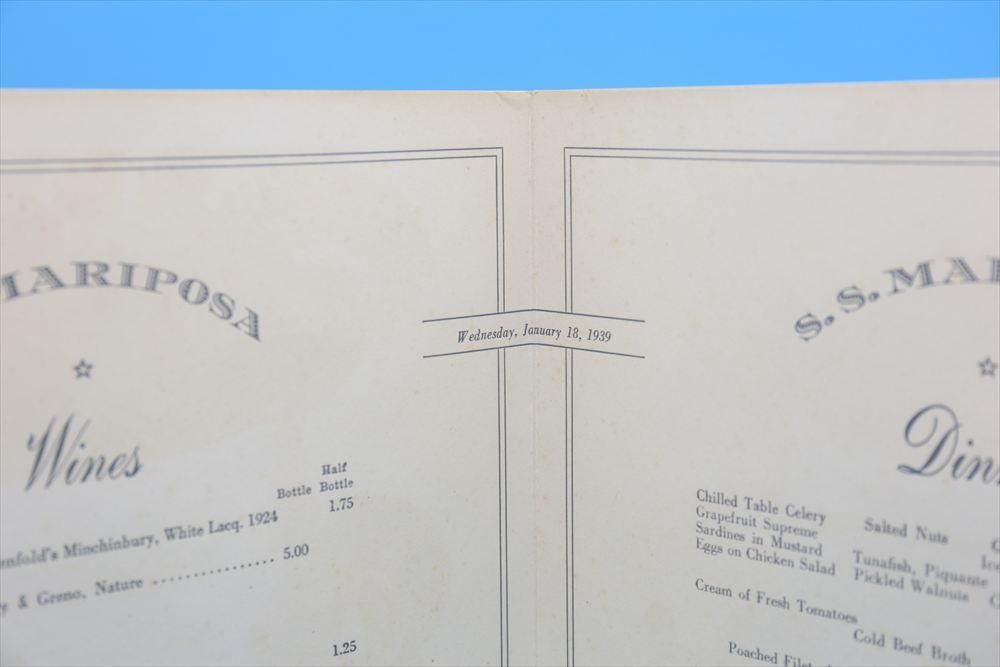 MARIPOSA
Wines
Half
Bottle Bottle
Minchinbury, White Lacq. 1924 1.75
& Greno, Nature 5.00
1.25
Wednesday, January 18, 1939
S.S. MA
Din
Chilled Table Celery Salted Nuts
Grapefruit Supreme
Sardines in Mustard Tunafish, Piquante
Eggs on Chicken Salad Pickled Walnuts
Cream of Fresh Tomatoes
Cold Beef Broth
Poached